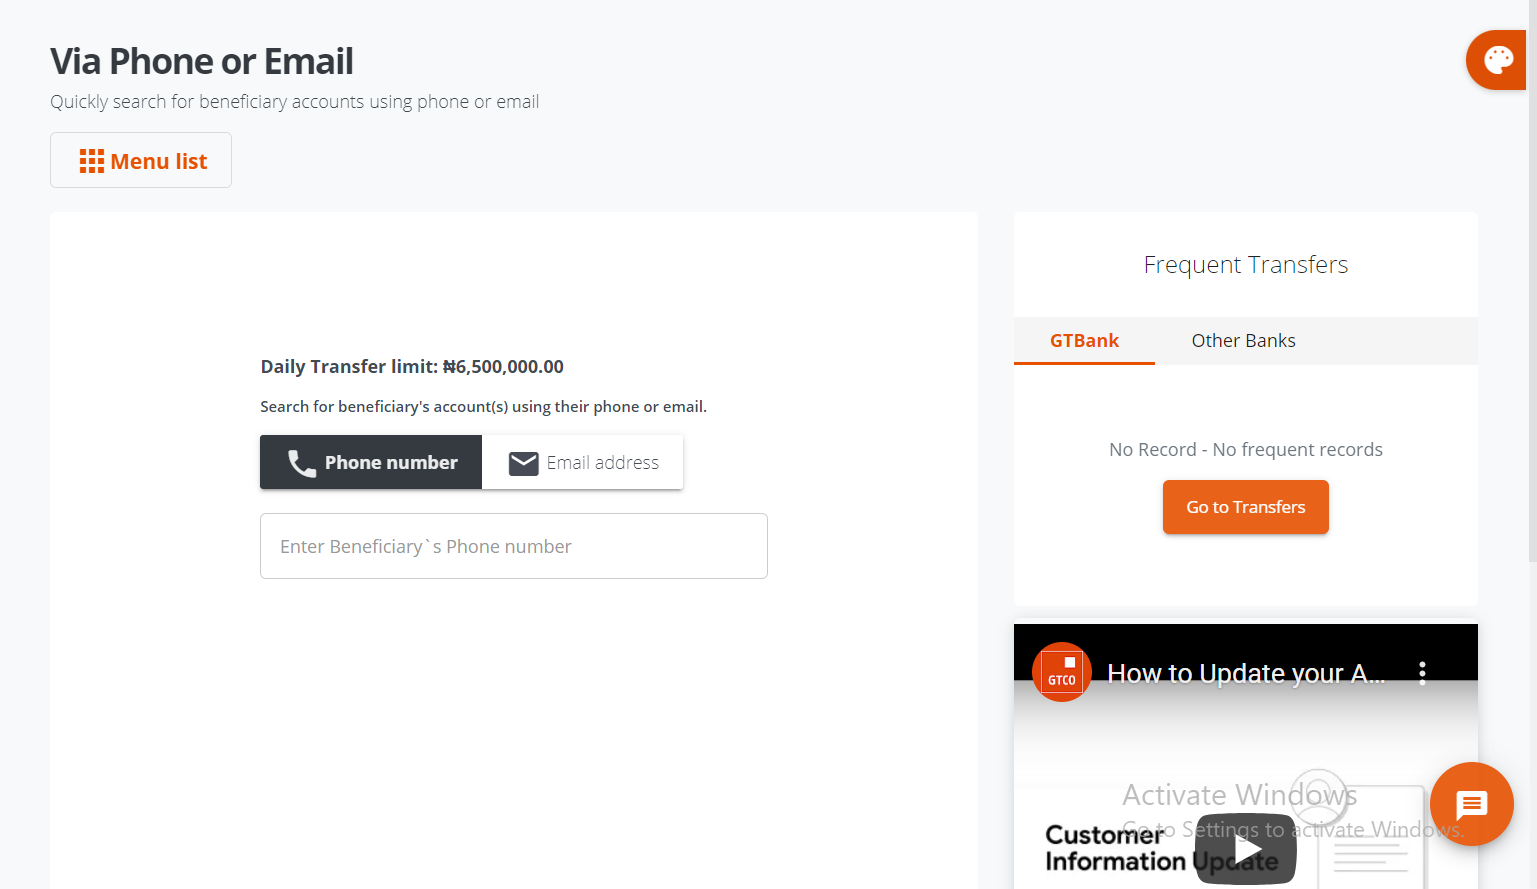 Via Phone or Email
Quickly search for beneficiary accounts using phone or email
Menu list
Daily Transfer limit: ₦6,500,000.00
Search for beneficiary's account(s) using their phone or email.
Phone number
Email address
Enter Beneficiary`s Phone number
Frequent Transfers
GTBank
Other Banks
No Record - No frequent records
Go to Transfers
GTCO
How to Update your A...
Activate Windows
Go to Settings to activate Windows.
Customer
Information Update